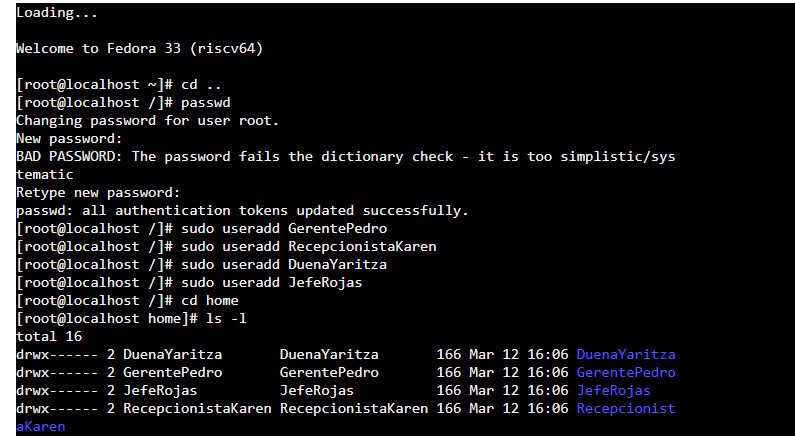 Loading...
Welcome to Fedora 33 (riscv64)
[root@localhost ~]# cd ..
[root@localhost /]# passwd
Changing password for user root.
New password:
BAD PASSWORD: The password fails the dictionary check - it is too simplistic/sys
tematic
Retype new password:
passwd: all authentication tokens updated successfully.
[root@localhost /]# sudo useradd GerentePedro
[root@localhost /]# sudo useradd RecepcionistaKaren
[root@localhost /]# sudo useradd DuenaYaritza
[root@localhost /]# sudo useradd JefeRojas
[root@localhost /]# cd home
[root@localhost home]# ls -l
total 16
drwx------ 2 DuenaYaritza       DuenaYaritza       166 Mar 12 16:06 DuenaYaritza
drwx------ 2 GerentePedro       GerentePedro       166 Mar 12 16:06 GerentePedro
drwx------ 2 JefeRojas          JefeRojas          166 Mar 12 16:06 JefeRojas
drwx------ 2 RecepcionistaKaren RecepcionistaKaren 166 Mar 12 16:06 Recepcionist
aKaren